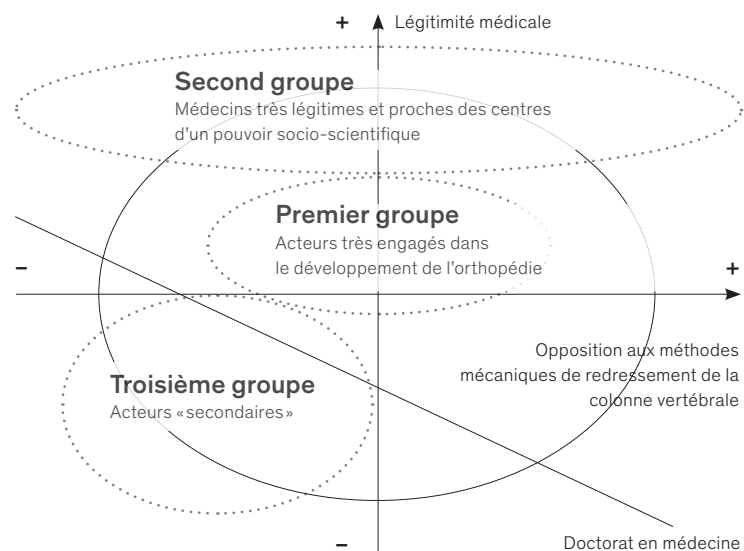 +
Légitimité médicale
Second groupe
Médecins très légitimes et proches des centres
d'un pouvoir socio-scientifique
Premier groupe
Acteurs très engagés dans
le développement de l'orthopédie
–
+
Opposition aux méthodes
mécaniques de redressement de la
colonne vertébrale
Troisième groupe
Acteurs «secondaires»
–
Doctorat en médecine